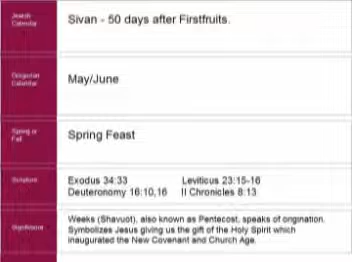 Jewish
Calendar
Sivan - 50 days after Firstfruits.
Gregorian
Calendar
May/June
Spring or
Fall
Spring Feast
Scripture
Exodus 34:33 Leviticus 23:15-16
Deuteronomy 16:10,16 II Chronicles 8:13
Significance
Weeks (Shavuot), also known as Pentecost, speaks of origination.
Symbolizes Jesus giving us the gift of the Holy Spirit which
inaugurated the New Covenant and Church Age.